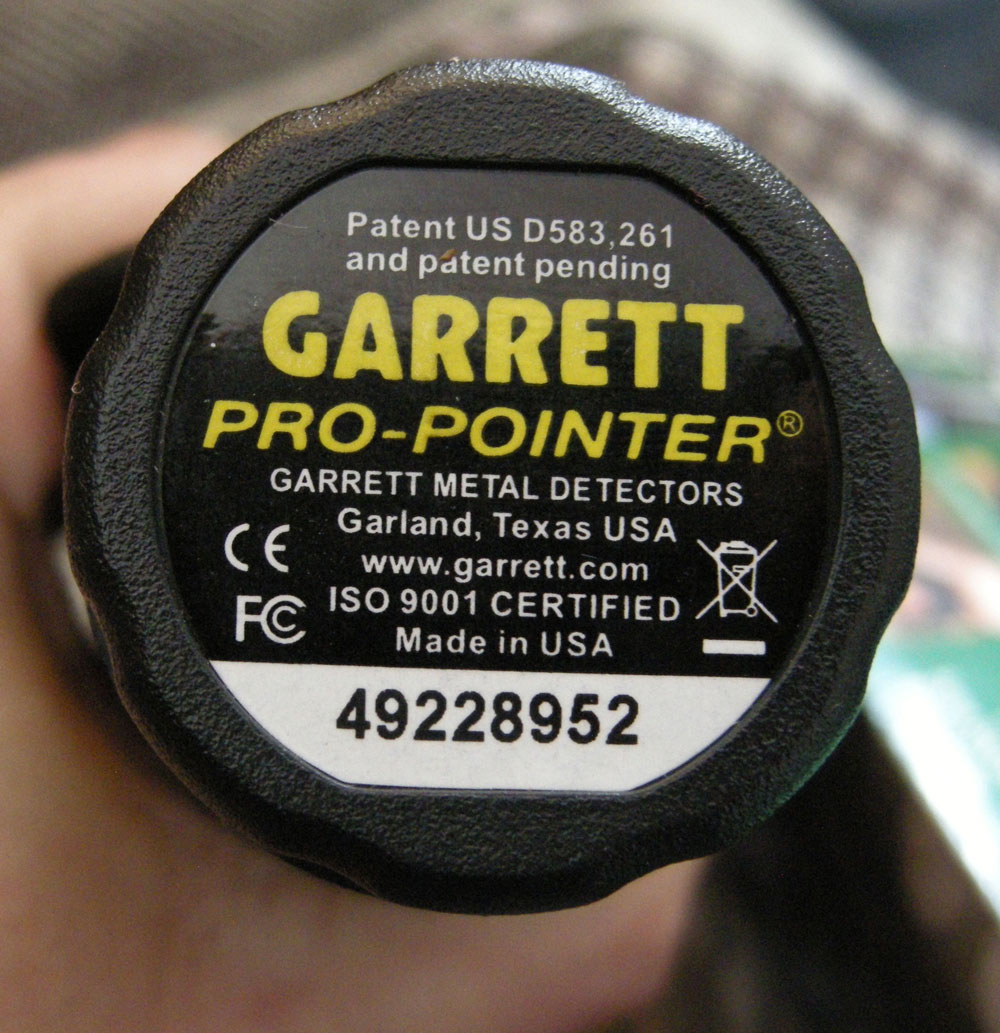 Patent US D583,261
and patent pending
GARRETT
PRO-POINTER®
GARRETT METAL DETECTORS
Garland, Texas USA
CE
www.garrett.com
FC
ISO 9001 CERTIFIED
Made in USA
49228952